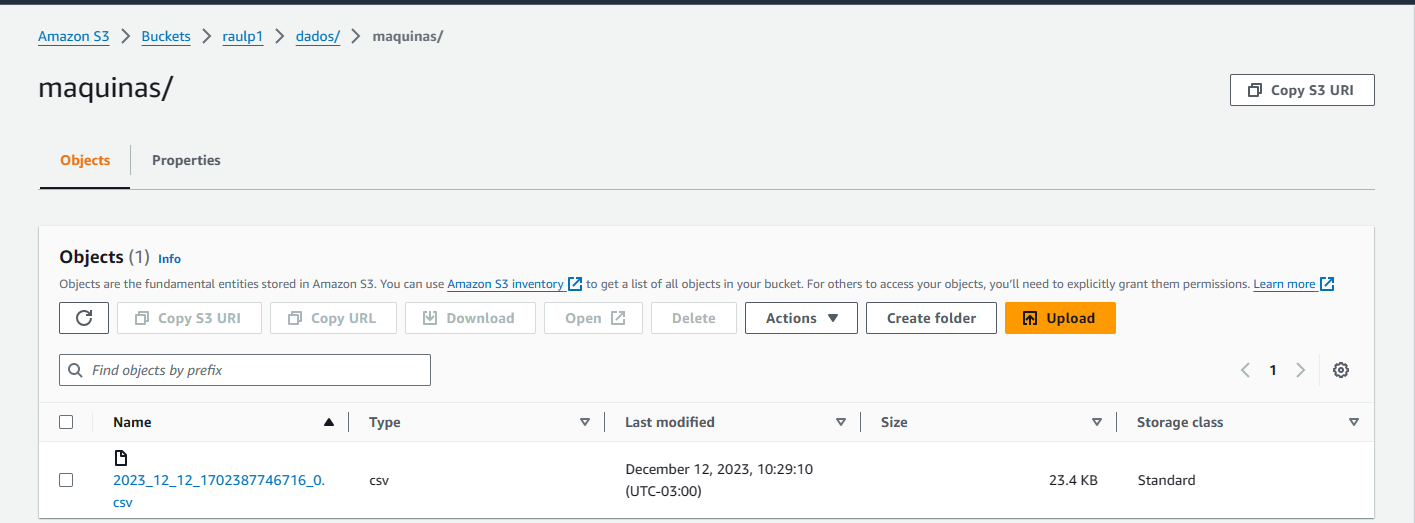 Amazon S3 > Buckets > raulp1 > dados/ > maquinas/
maquinas/
Copy S3 URI
Objects Properties
Objects (1) Info
Objects are the fundamental entities stored in Amazon S3. You can use Amazon S3 inventory to get a list of all objects in your bucket. For others to access your objects, you'll need to explicitly grant them permissions. Learn more
Copy S3 URI Copy URL Download Open Delete Actions Create folder Upload
Find objects by prefix
1
Name Type Last modified Size Storage class
2023_12_12_1702387746716_0.
csv
csv
December 12, 2023, 10:29:10
(UTC-03:00)
23.4 KB
Standard